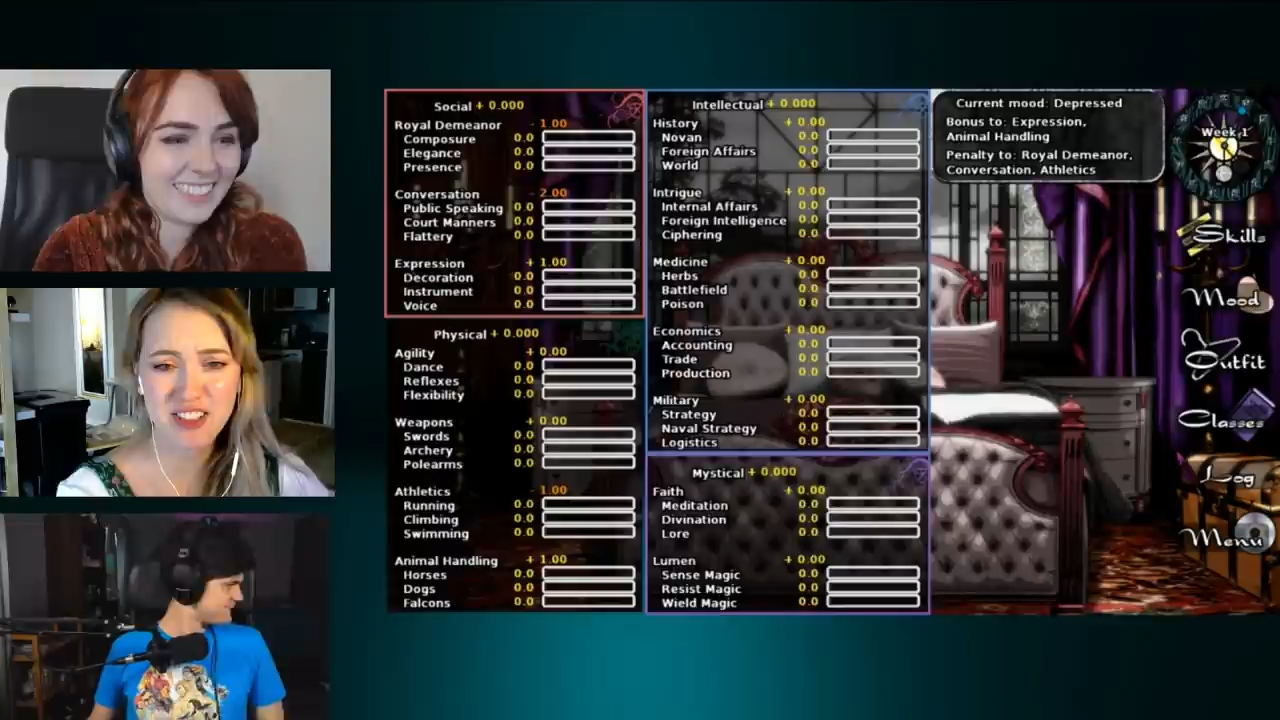 Social + 0.000
Royal Demeanor - 1.00
Composure 0.0
Elegance 0.0
Presence 0.0
Conversation - 2.00
Public Speaking 0.0
Court Manners 0.0
Flattery 0.0
Expression + 1.00
Decoration 0.0
Instrument 0.0
Voice 0.0
Physical + 0.000
Agility + 0.00
Dance 0.0
Reflexes 0.0
Flexibility 0.0
Weapons + 0.00
Swords 0.0
Archery 0.0
Polearms 0.0
Athletics - 1.00
Running 0.0
Climbing 0.0
Swimming 0.0
Animal Handling + 1.00
Horses 0.0
Dogs 0.0
Falcons 0.0
Intellectual + 0.000
History + 0.00
Novan 0.0
Foreign Affairs 0.0
World 0.0
Intrigue + 0.00
Internal Affairs 0.0
Foreign Intelligence 0.0
Ciphering 0.0
Medicine + 0.00
Herbs 0.0
Battlefield 0.0
Poison 0.0
Economics + 0.00
Accounting 0.0
Trade 0.0
Production 0.0
Military + 0.00
Strategy 0.0
Naval Strategy 0.0
Logistics 0.0
Mystical + 0.000
Faith + 0.00
Meditation 0.0
Divination 0.0
Lore 0.0
Lumen + 0.00
Sense Magic 0.0
Resist Magic 0.0
Wield Magic 0.0
Current mood: Depressed
Bonus to: Expression,
Animal Handling
Penalty to: Royal Demeanor,
Conversation, Athletics
Week 1
Skills
Mood
Outfit
Classes
Log
Menu